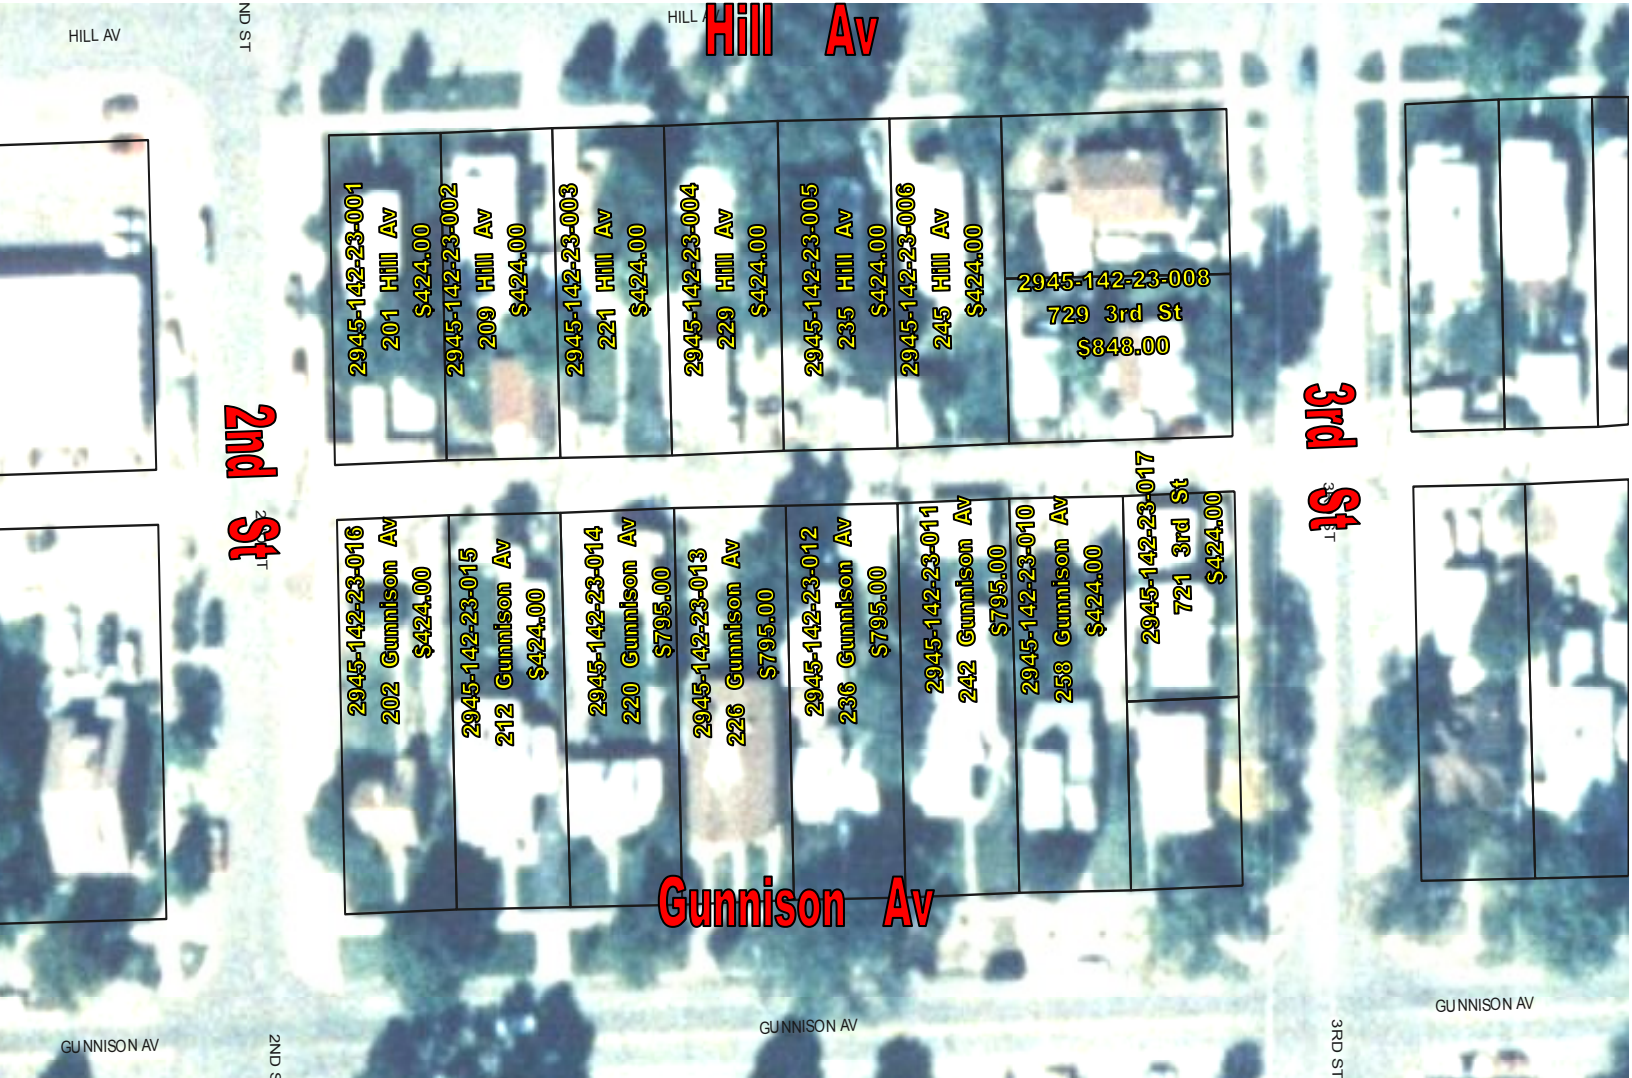 HILL AV
ND ST
HILL AV
Hill Av
2945-142-23-001
201 Hill Av
$424.00
2945-142-23-002
209 Hill Av
$424.00
2945-142-23-003
221 Hill Av
$424.00
2945-142-23-004
229 Hill Av
$424.00
2945-142-23-005
235 Hill Av
$424.00
2945-142-23-006
245 Hill Av
$424.00
2945-142-23-008
729 3rd St
$848.00
2nd St
3rd St
2945-142-23-016
202 Gunnison Av
$424.00
2945-142-23-015
212 Gunnison Av
$424.00
2945-142-23-014
220 Gunnison Av
$795.00
2945-142-23-013
226 Gunnison Av
$795.00
2945-142-23-012
236 Gunnison Av
$795.00
2945-142-23-011
242 Gunnison Av
$795.00
2945-142-23-010
258 Gunnison Av
$424.00
2945-142-23-017
721 3rd St
$424.00
Gunnison Av
GUNNISON AV
2ND S
GUNNISON AV
3RD ST
GUNNISON AV